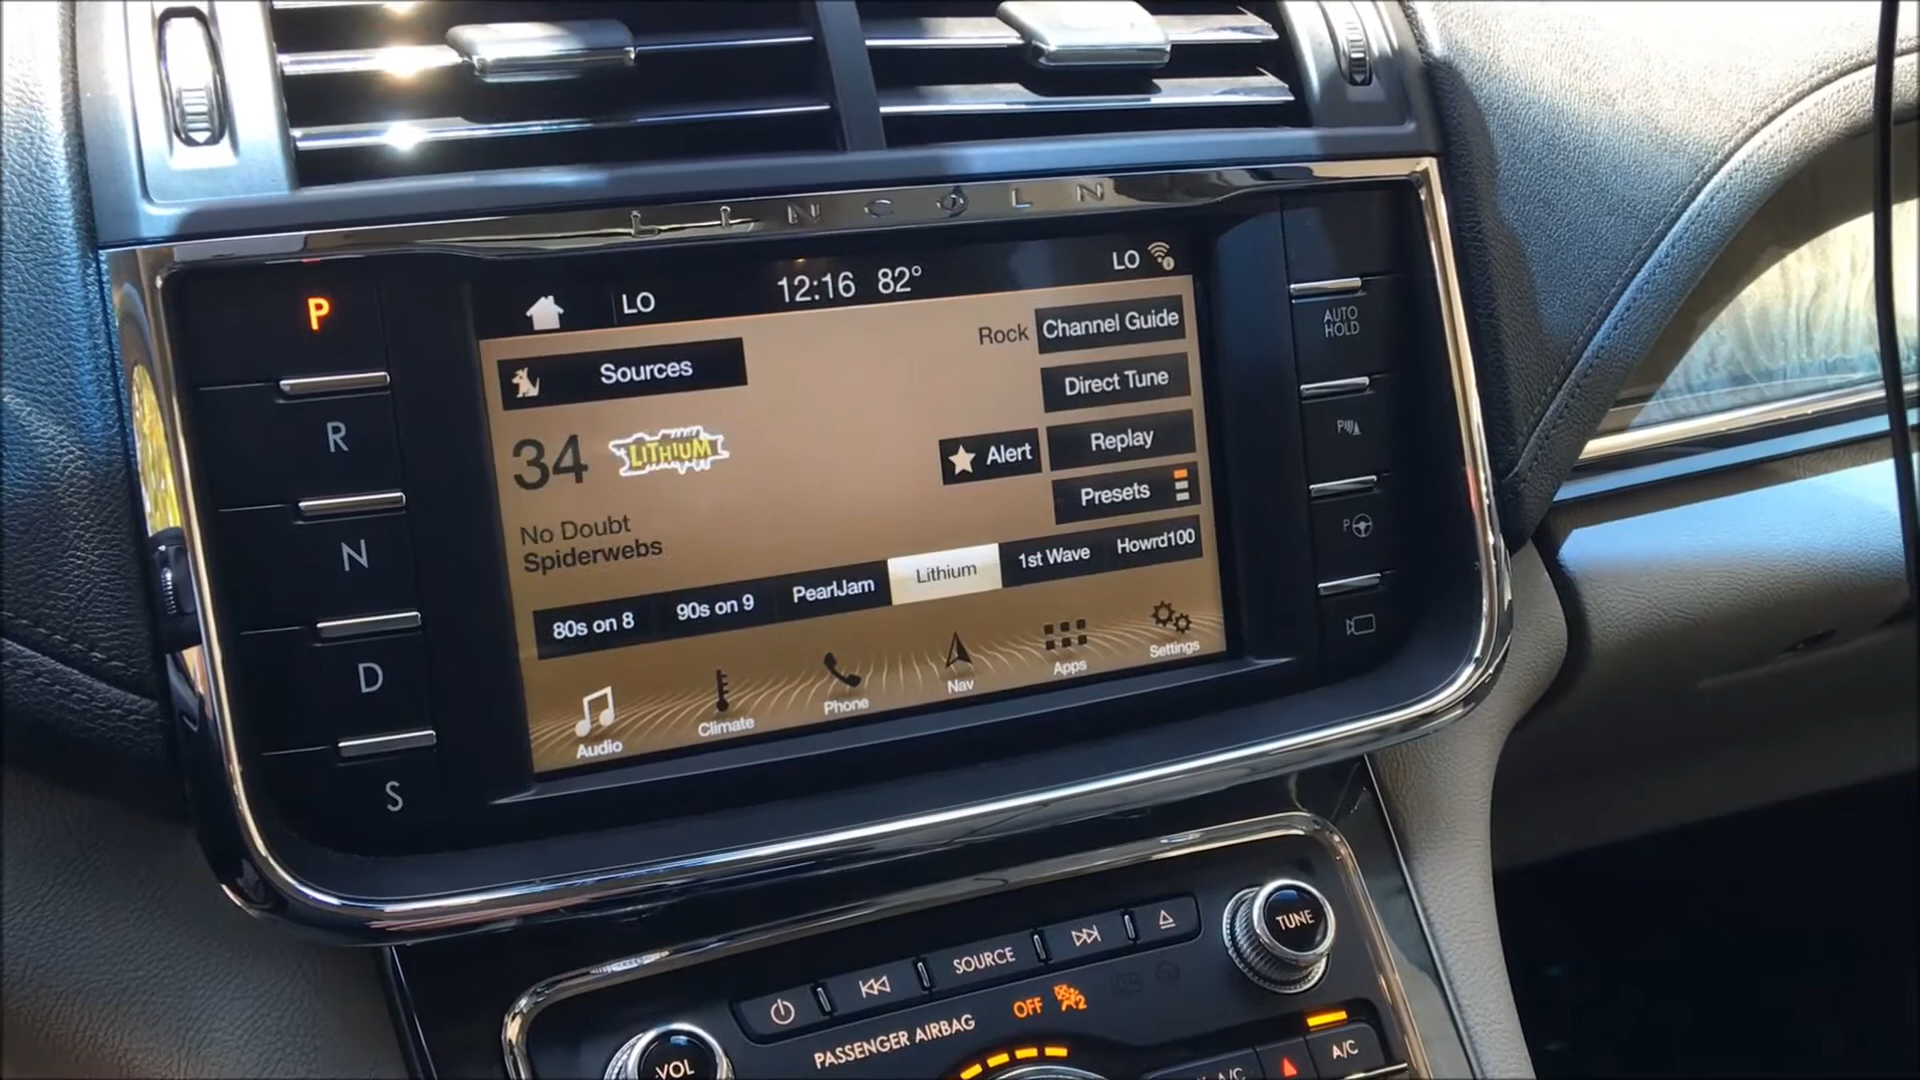 LINCOLN
LO
12:16 82°
LO
P
R
N
D
S
Sources
Rock
Channel Guide
Direct Tune
Replay
Alert
Presets
34
LITHIUM
No Doubt
Spiderwebs
80s on 8
90s on 9
PearlJam
Lithium
1st Wave
Howrd100
Audio
Climate
Phone
Nav
Apps
Settings
AUTO
HOLD
P
P
SOURCE
TUNE
VOL
PASSENGER AIRBAG
OFF
2
A/C
A/C